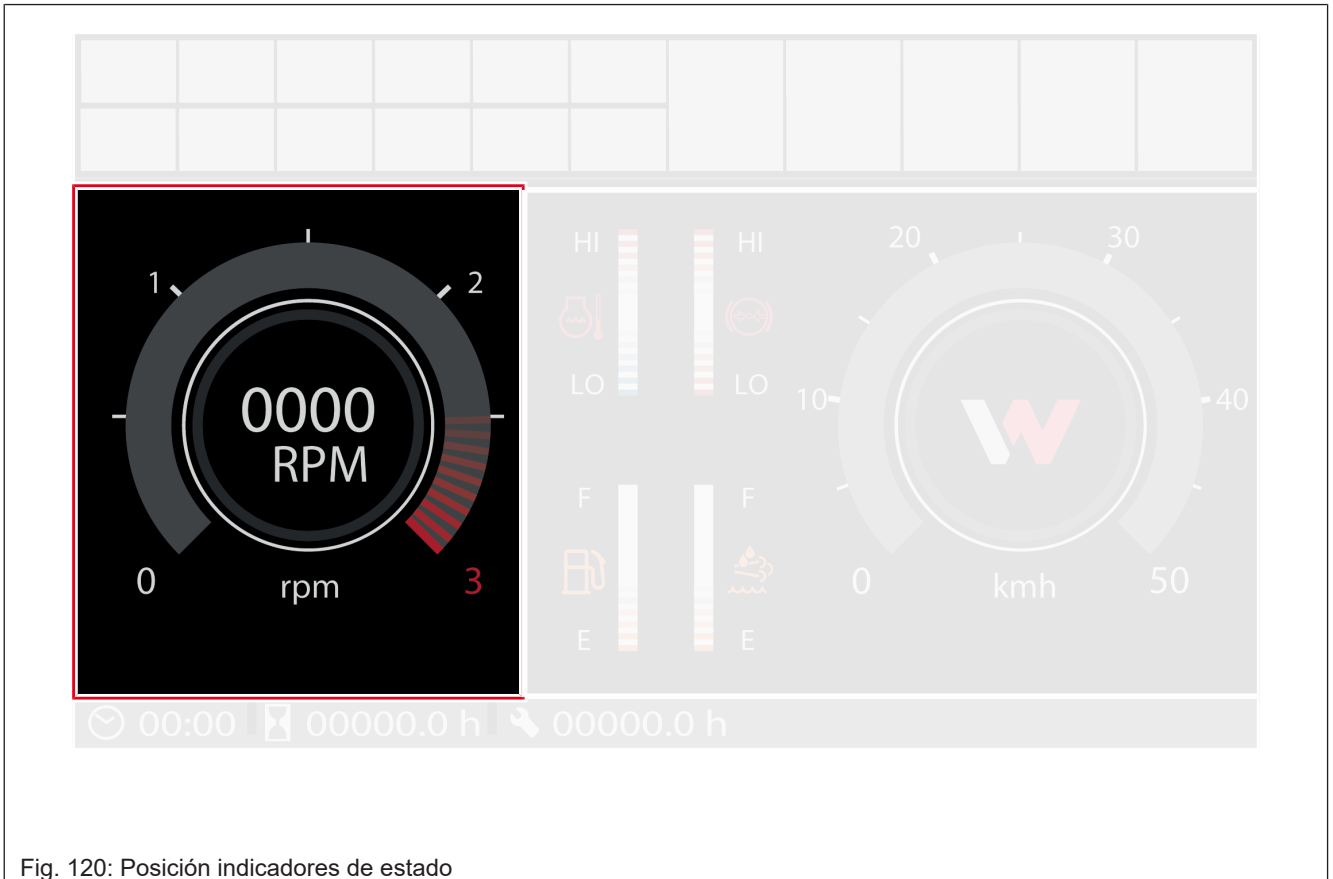 HI HI 20 30
1 2
LO LO 10 40
0000
RPM
F F
0 rpm 3
0 kmh 50
E E
00:00 00000.0 h 00000.0 h
Fig. 120: Posición indicadores de estado